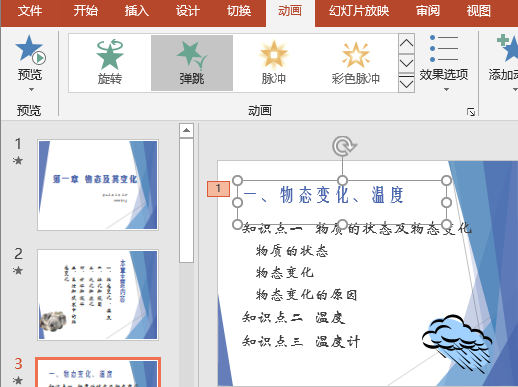 文件 开始 插入 设计 切换 动画 幻灯片放映 审阅 视图
预览 旋转 弹跳 脉冲 彩色脉冲 效果选项 添加动
预览 动画
1
第一章 物态及其变化
2
本章主要内容
3
一、物态变化、温度
1
一、物态变化、温度
知识点一 物质的状态及物态变化
物质的状态
物态变化
物态变化的原因
知识点二 温度
知识点三 温度计